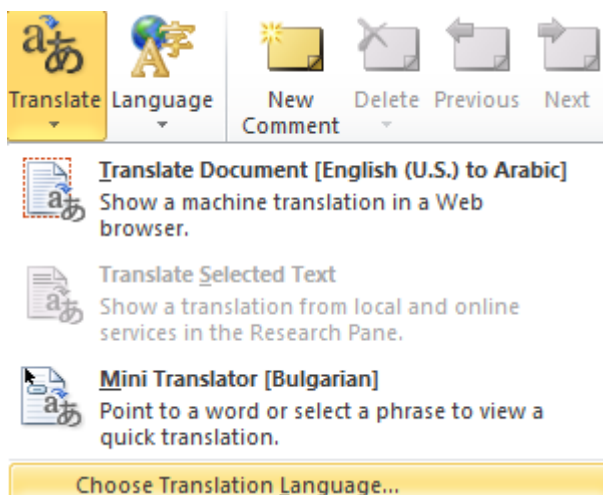 Translate Language New Comment Delete Previous Next
Translate Document [English (U.S.) to Arabic]
Show a machine translation in a Web
browser.
Translate Selected Text
Show a translation from local and online
services in the Research Pane.
Mini Translator [Bulgarian]
Point to a word or select a phrase to view a
quick translation.
Choose Translation Language...